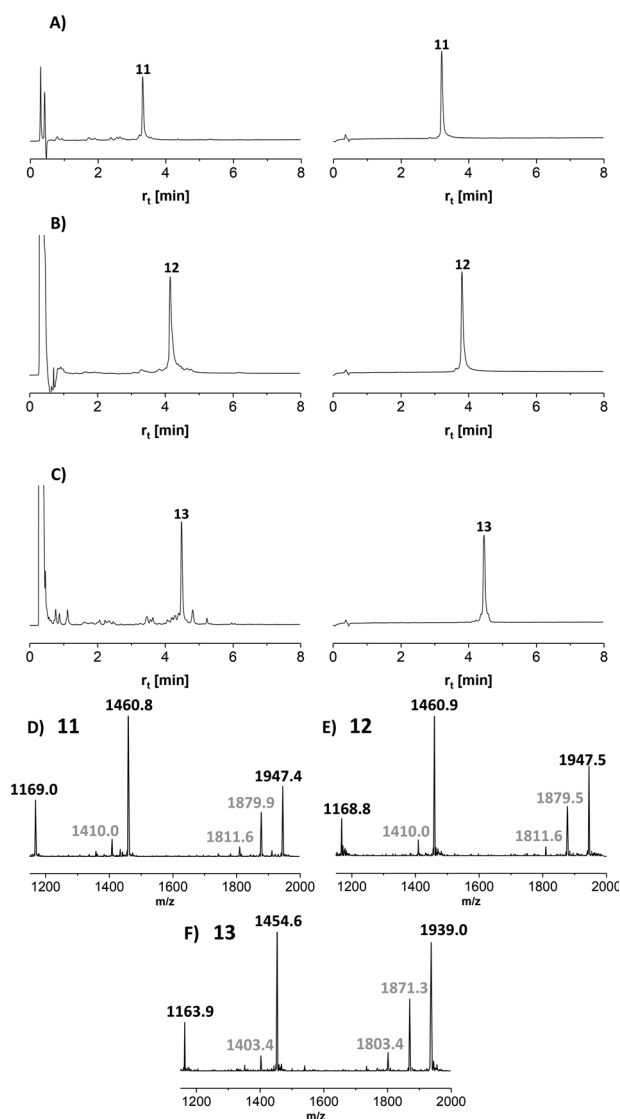 A)
11
11
0 2 4 6 8
0 2 4 6 8
rt [min]
rt [min]
B)
12
12
0 2 4 6 8
0 2 4 6 8
rt [min]
rt [min]
C)
13
13
0 2 4 6 8
0 2 4 6 8
rt [min]
rt [min]
D) 11
1169.0
1410.0
1460.8
1811.6
1879.9
1947.4
1200 1400 1600 1800 2000
m/z
E) 12
1168.8
1410.0
1460.9
1811.6
1879.5
1947.5
1200 1400 1600 1800 2000
m/z
F) 13
1163.9
1403.4
1454.6
1803.4
1871.3
1939.0
1200 1400 1600 1800 2000
m/z